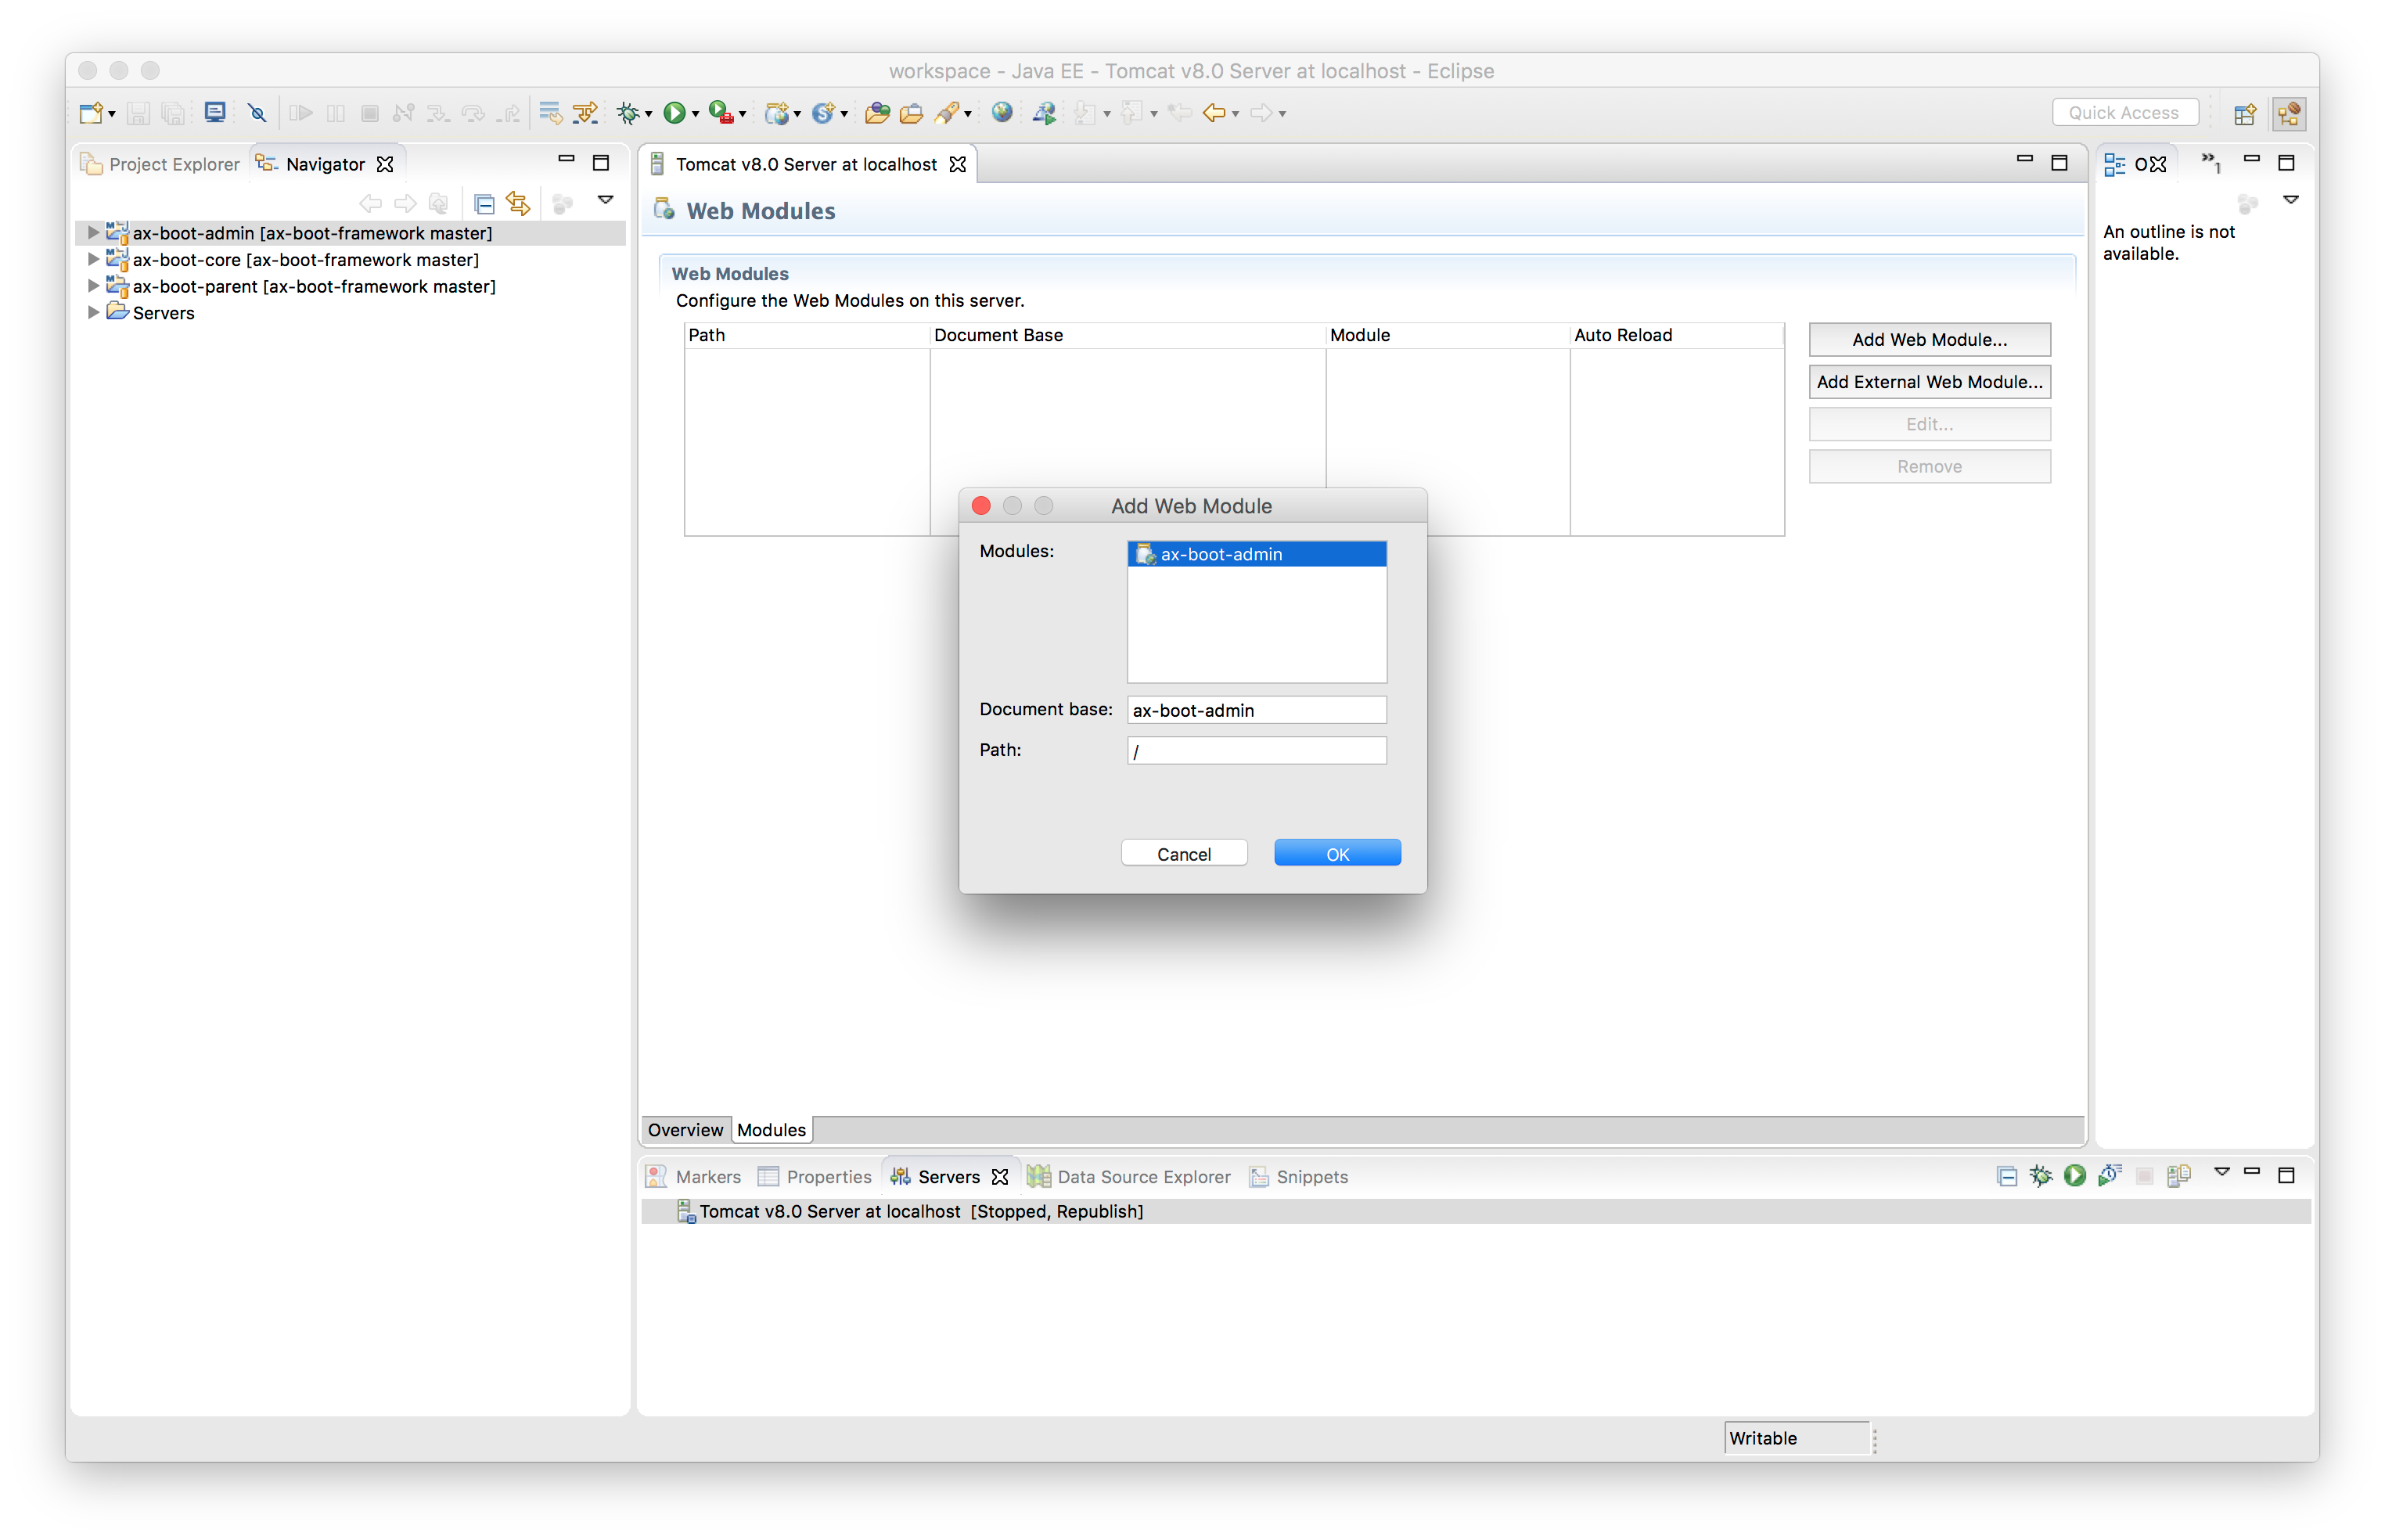 workspace - Java EE - Tomcat v8.0 Server at localhost - Eclipse
Quick Access
Project Explorer
Navigator
ax-boot-admin [ax-boot-framework master]
ax-boot-core [ax-boot-framework master]
ax-boot-parent [ax-boot-framework master]
Servers
Tomcat v8.0 Server at localhost
Web Modules
Web Modules
Configure the Web Modules on this server.
Path Document Base Module Auto Reload
Add Web Module...
Add External Web Module...
Edit...
Remove
Add Web Module
Modules:
ax-boot-admin
Document base: ax-boot-admin
Path: /
Cancel OK
Overview Modules
O
1
An outline is not
available.
Markers Properties Servers Data Source Explorer Snippets
Tomcat v8.0 Server at localhost [Stopped, Republish]
Writable